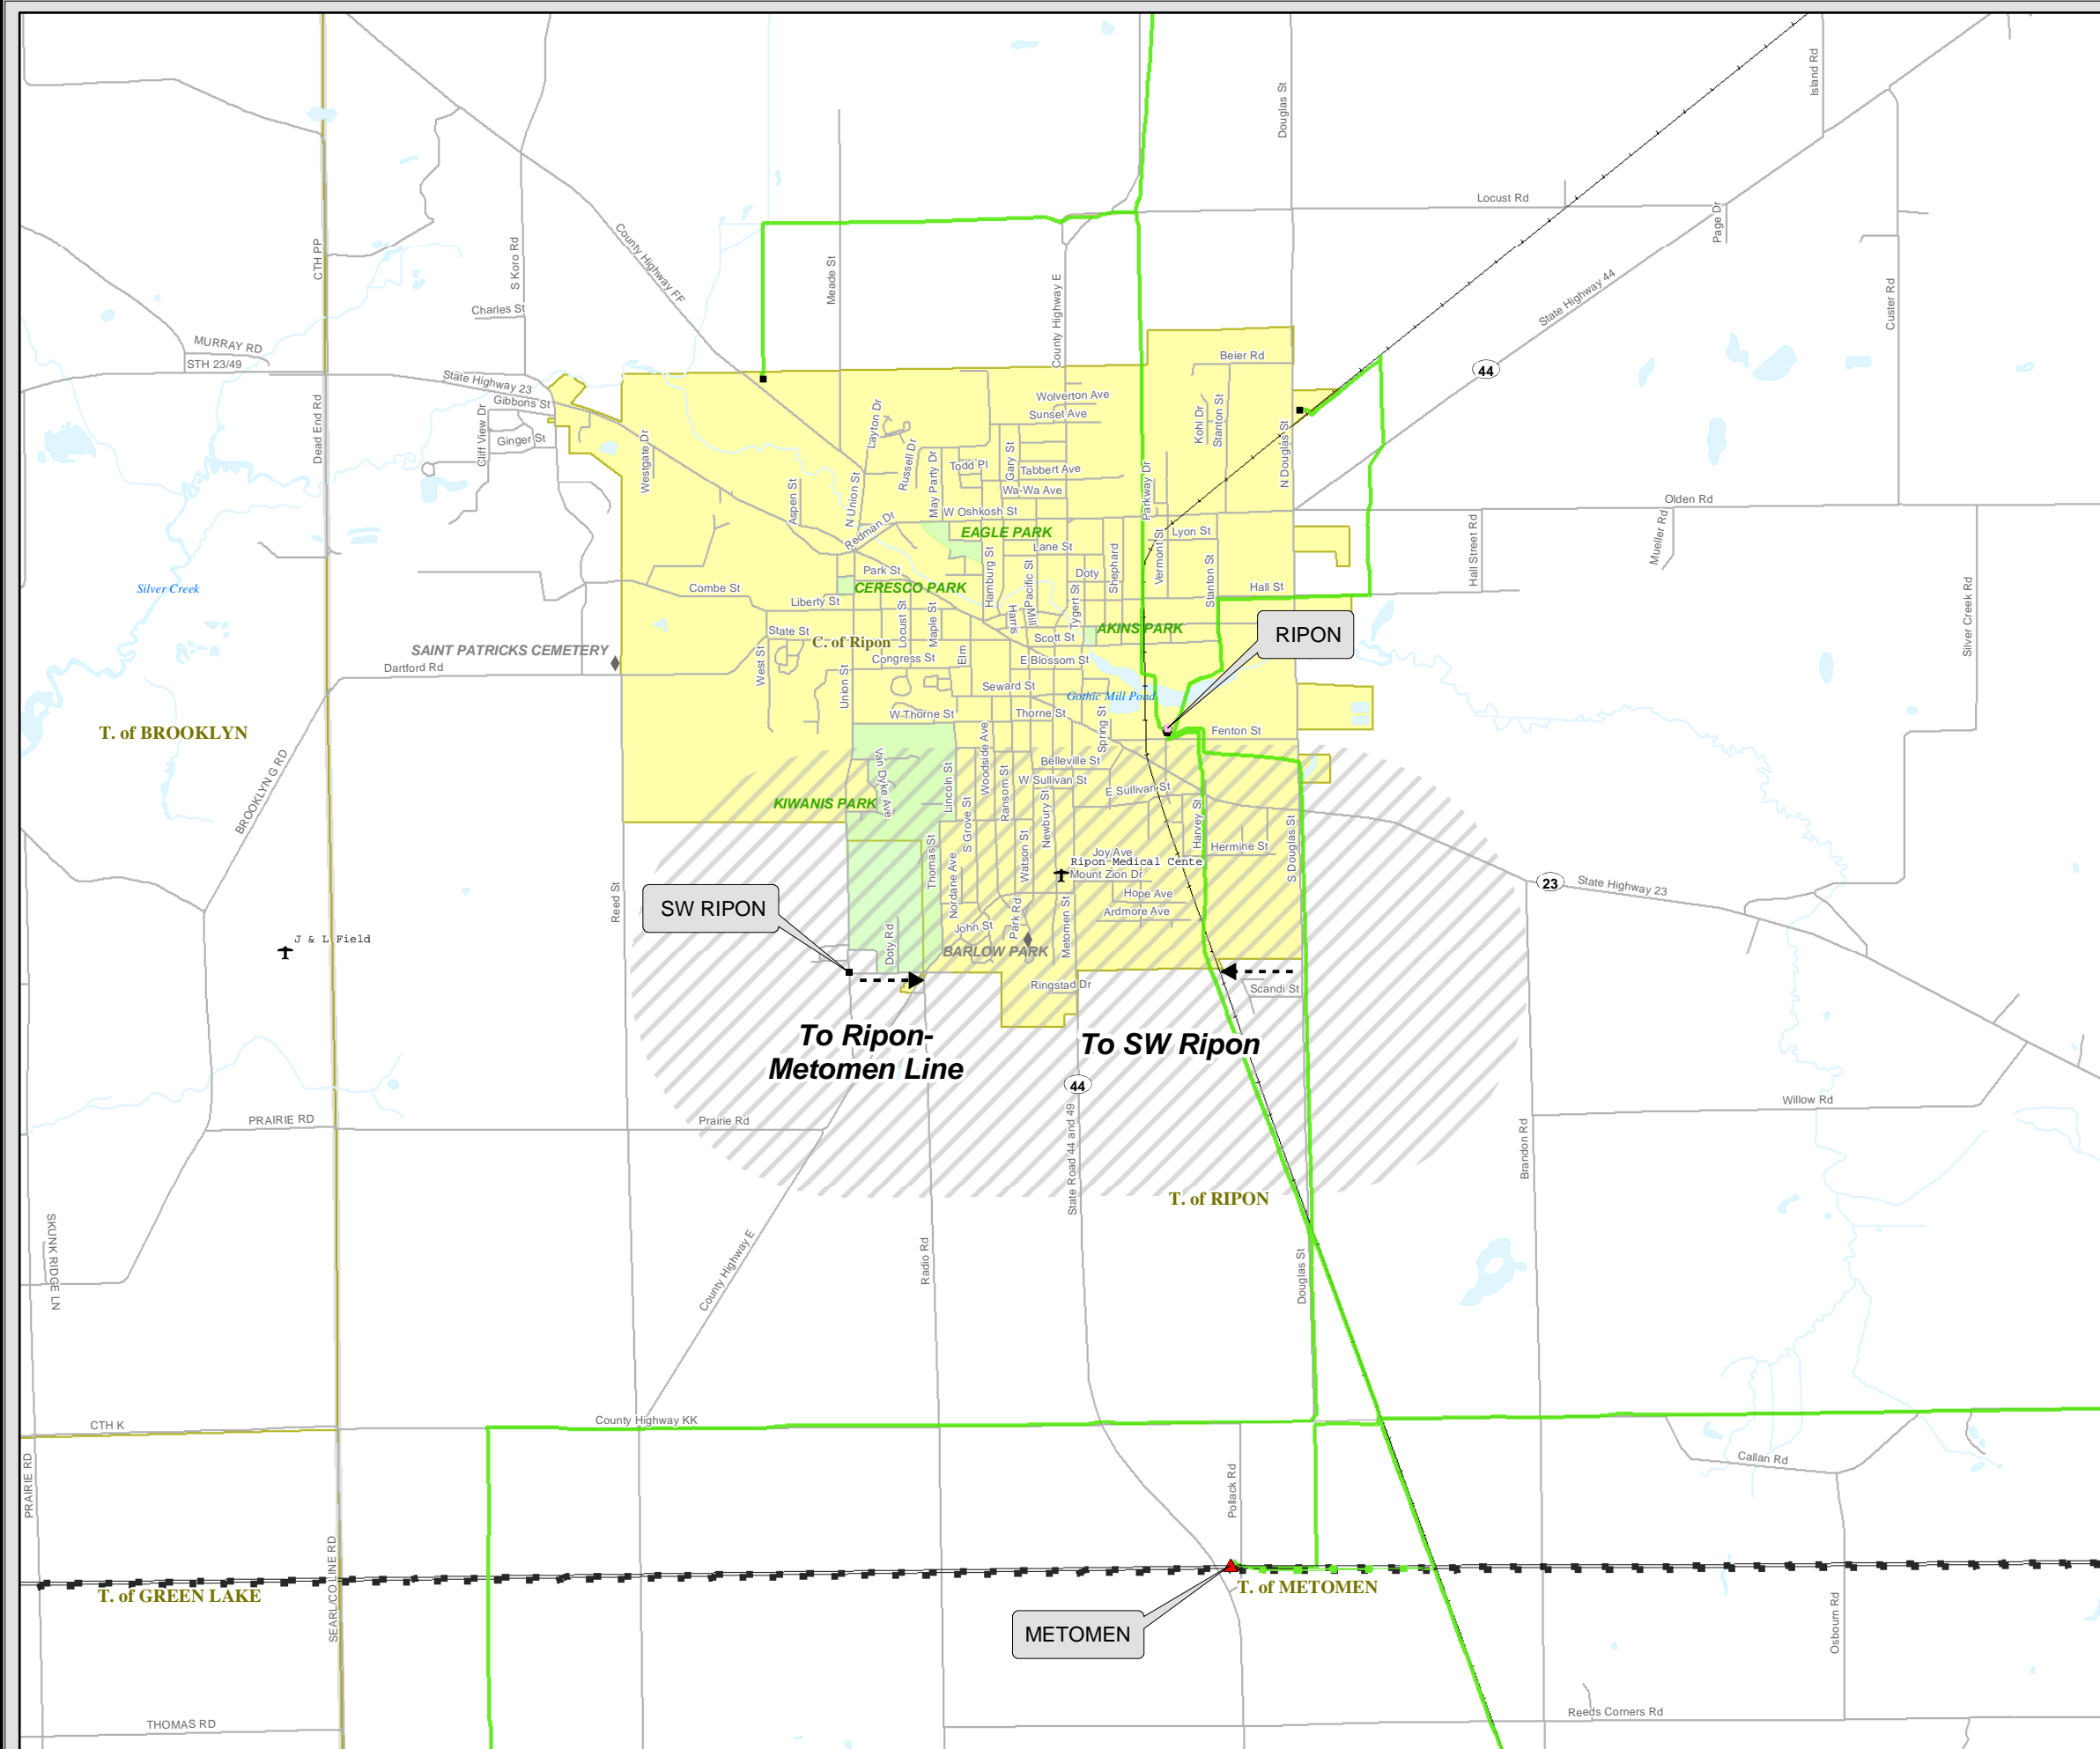 Island Rd
Douglas St
Locust Rd
Page Dr
CTH PP
S Koro Rd
County Highway FF
Meade St
County Highway E
State Highway 44
Custer Rd
Charles St
MURRAY RD
STH 23/49
State Highway 23
Gibbons St
Cliff View Dr
Ginger St
Dead End Rd
Westgate Dr
Beier Rd
44
Wolverton Ave
Sunset Ave
Kohl Dr
Stanton St
N Douglas St
Layton Dr
Russell Dr
May Party Dr
Todd Pl
Gary St
Tabbert Ave
Wa-Wa Ave
Parkway Dr
Aspen St
N Union St
W Oshkosh St
Redman Dr
EAGLE PARK
Lane St
Lyon St
Vermont St
Olden Rd
Hall Street Rd
Mueller Rd
Silver Creek Rd
Silver Creek
Park St
CERESCO PARK
Combe St
Liberty St
Hamburg St
Pacific St
Doty
Shephard
Tygert St
Stanton St
Hall St
Locust St
Maple St
Harris
Mill
State St
C. of Ripon
Scott St
AKINS PARK
RIPON
SAINT PATRICKS CEMETERY
Dartford Rd
West St
Union St
Congress St
Elm
E Blossom St
Seward St
Gothic Mill Pond
W Thorne St
Thorne St
Spring St
Fenton St
T. of BROOKLYN
BROOKLYN G RD
Van Dyke Ave
KIWANIS PARK
Lincoln St
Woodside Ave
Ransom St
Belleville St
W Sullivan St
E Sullivan St
S Grove St
Newbury St
Harvey St
Hermine St
S Douglas St
Thomas St
Nordane Ave
Watson St
Joy Ave
Ripon Medical Cente
Mount Zion Dr
Hope Ave
Ardmore Ave
23
State Highway 23
Reed St
SW RIPON
J & L Field
Doty Rd
John St
Park Rd
BARLOW PARK
Metomen St
Ringstad Dr
Scandi St
To Ripon-
Metomen Line
To SW Ripon
44
PRAIRIE RD
Prairie Rd
Willow Rd
State Road 44 and 49
Brandon Rd
T. of RIPON
SKUNK RIDGE LN
County Highway E
Radio Rd
Douglas St
CTH K
County Highway KK
PRAIRIE RD
Pollack Rd
Callan Rd
SEARL/CO LINE RD
T. of GREEN LAKE
T. of METOMEN
METOMEN
Osbourn Rd
THOMAS RD
Reeds Corners Rd